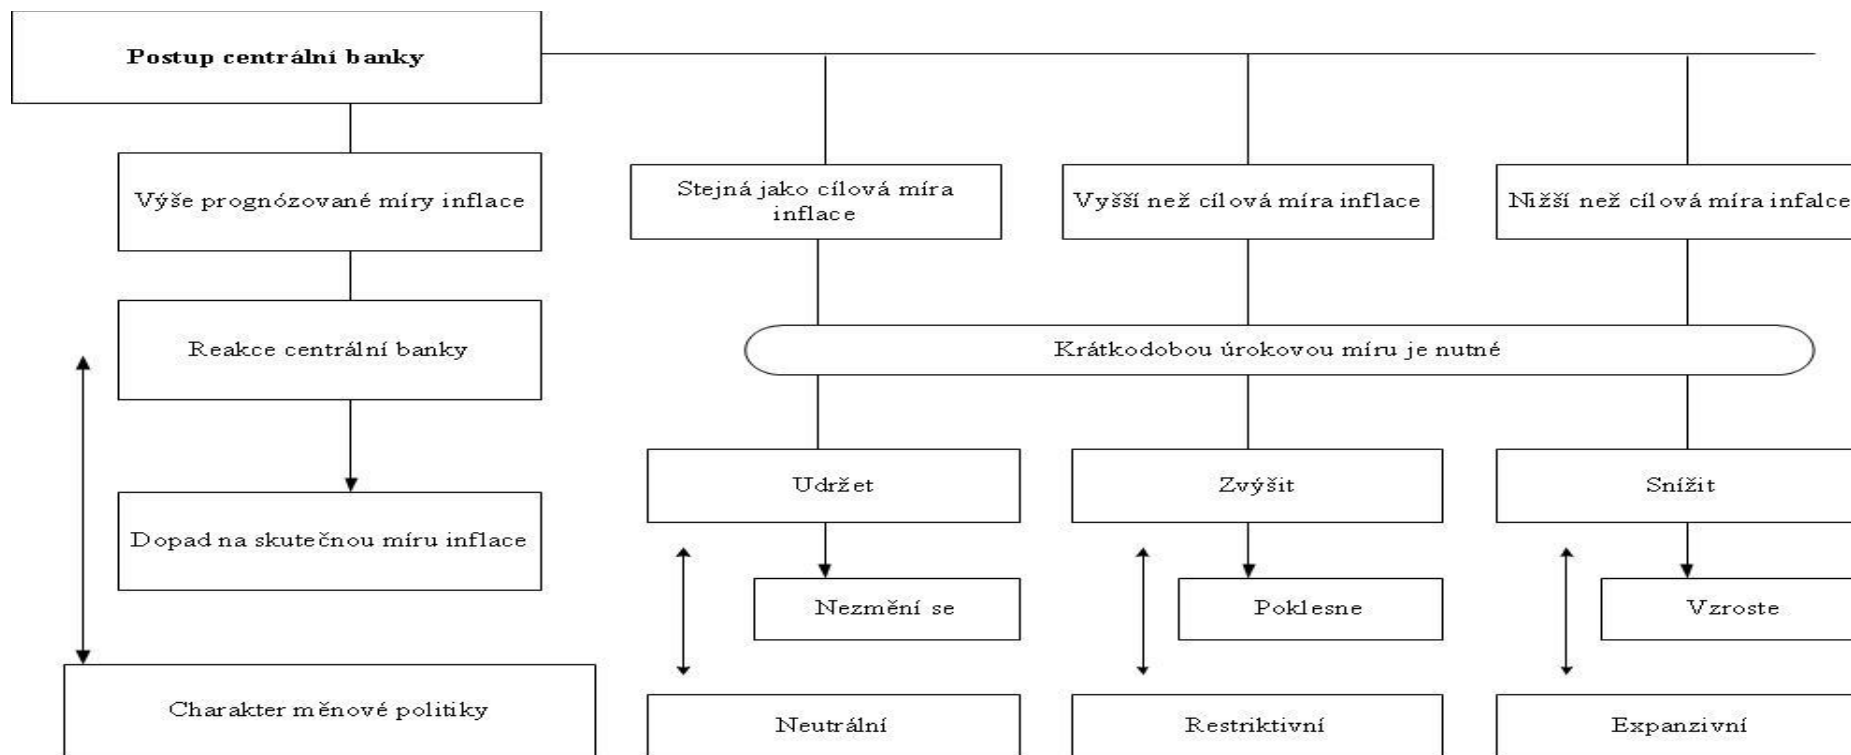 Postup centrální banky
Výše prognózované míry inflace
Stejná jako cílová míra
inflace
Vyšší než cílová míra inflace
Nižší než cílová míra infalce
Reakce centrální banky
Krátkodobou úrokovou míru je nutné
Udržet
Zvýšit
Snížit
Dopad na skutečnou míru inflace
Nezmění se
Poklesne
Vzroste
Charakter měnové politiky
Neutrální
Restriktivní
Expanzivní